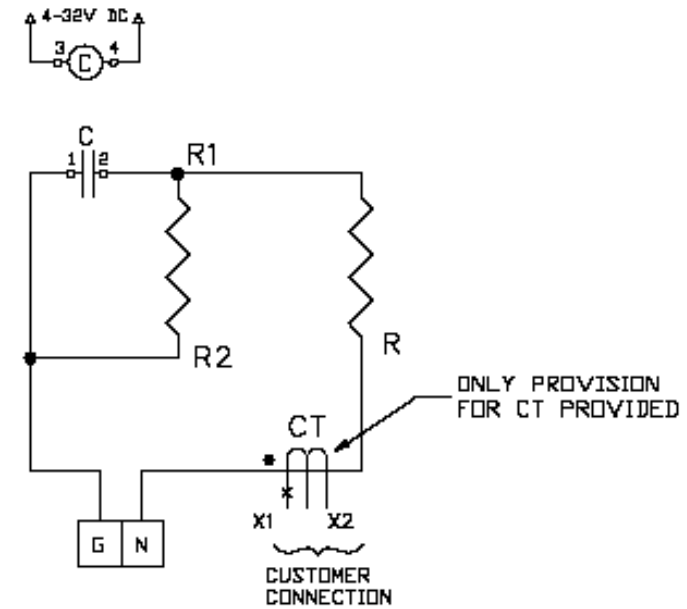 4-32V DC
3 C 4
C
1 2
R1
R2
R
ONLY PROVISION
FOR CT PROVIDED
CT
X1 X2
G N
CUSTOMER
CONNECTION